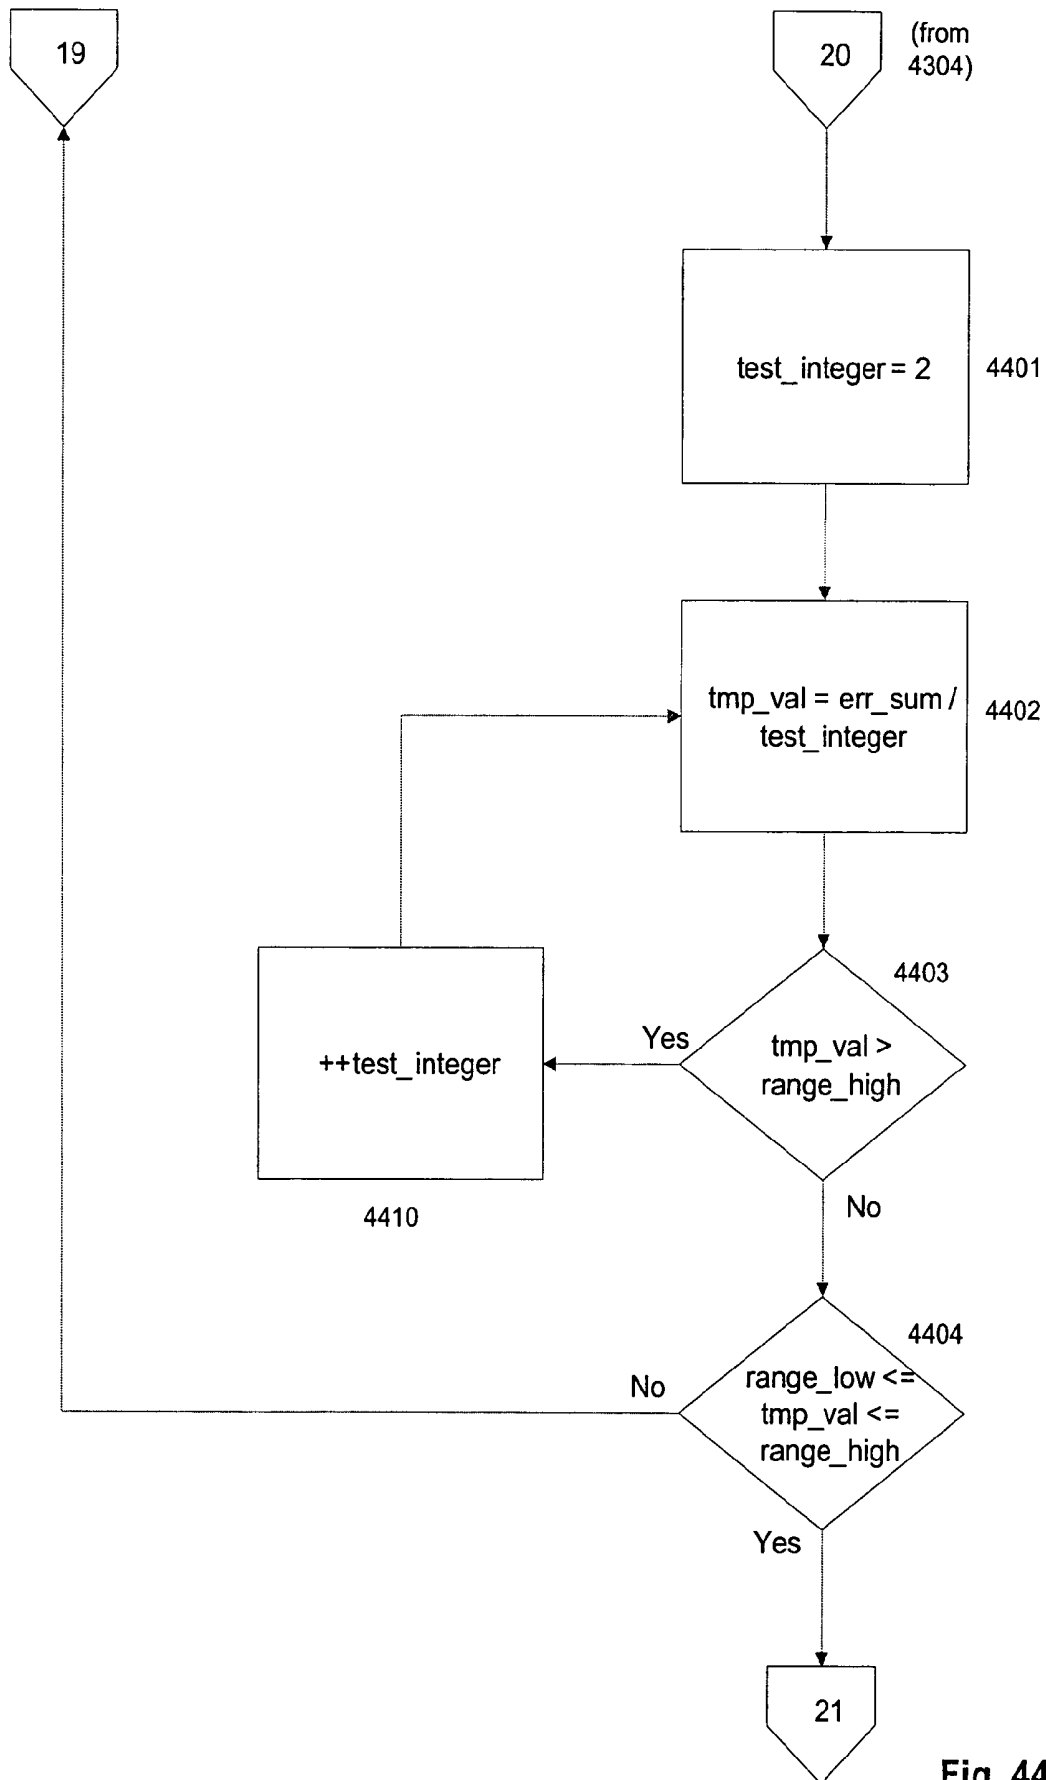 19
20
(from
4304)
test_integer = 2
4401
tmp_val = err_sum /
test_integer
4402
4403
Yes
tmp_val >
range_high
++test_integer
4410
No
4404
No
range_low <=
tmp_val <=
range_high
Yes
21
Fig. 44